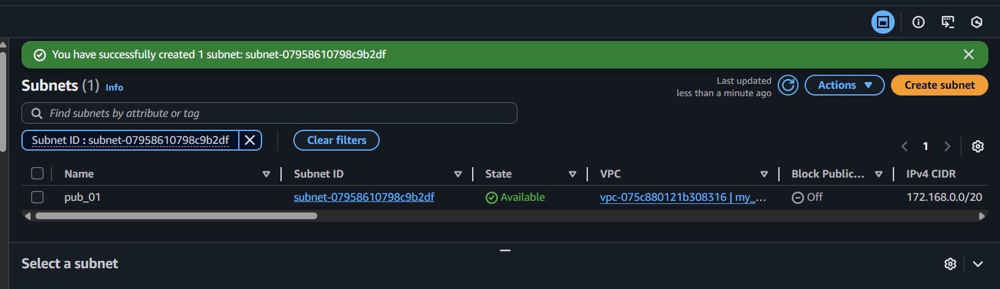 You have successfully created 1 subnet: subnet-07958610798c9b2df
Subnets (1) Info
Last updated
less than a minute ago
Actions
Create subnet
Find subnets by attribute or tag
Subnet ID : subnet-07958610798c9b2df
Clear filters
1
Name Subnet ID State VPC Block Public... IPv4 CIDR
pub_01 subnet-07958610798c9b2df Available vpc-075c880121b308316 | my_... Off 172.168.0.0/20
Select a subnet